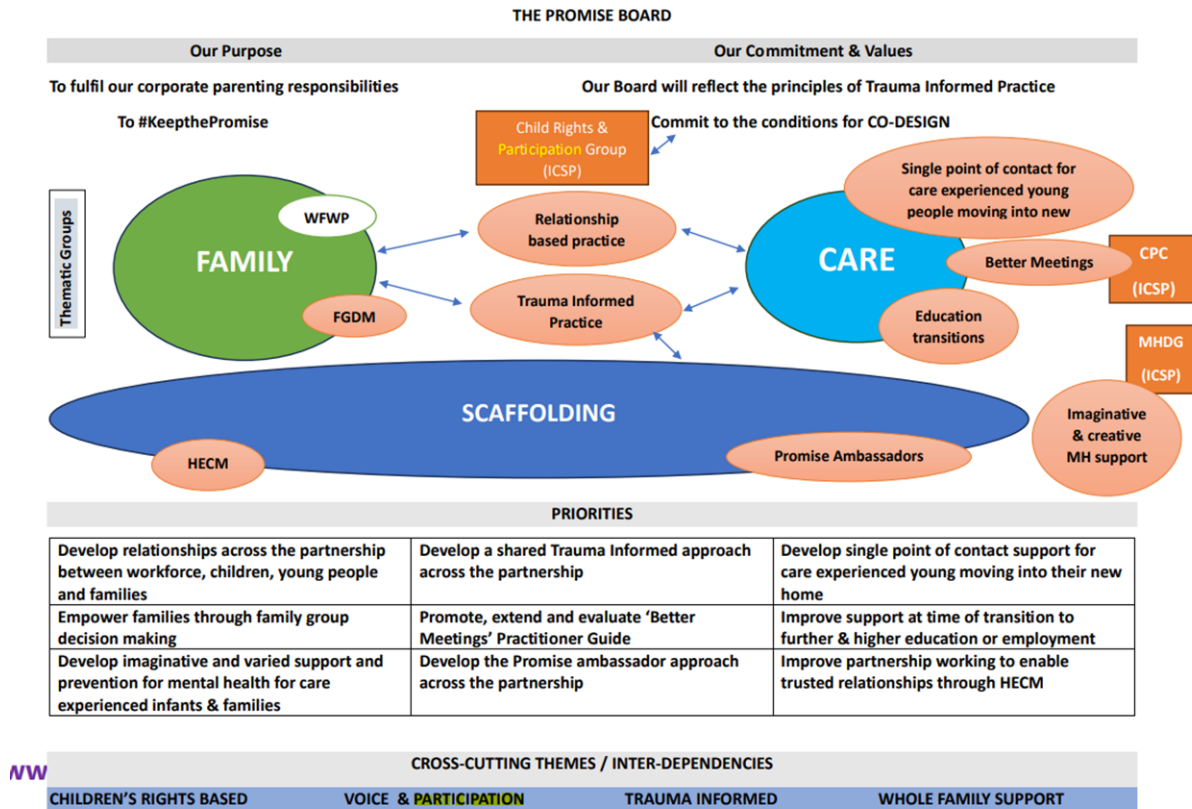 THE PROMISE BOARD
Our Purpose
Our Commitment & Values
To fulfil our corporate parenting responsibilities
Our Board will reflect the principles of Trauma Informed Practice
To #KeepthePromise
Commit to the conditions for CO-DESIGN
Child Rights &
Participation Group
(ICSP)
Thematic Groups
WFWP
FAMILY
FGDM
Relationship
based practice
Trauma Informed
Practice
CARE
Single point of contact for
care experienced young
people moving into new
Better Meetings
CPC
(ICSP)
Education
transitions
MHDG
(ICSP)
SCAFFOLDING
HECM
Promise Ambassadors
Imaginative
& creative
MH support
PRIORITIES
Develop relationships across the partnership
between workforce, children, young people
and families
Develop a shared Trauma Informed approach
across the partnership
Develop single point of contact support for
care experienced young moving into their new
home
Empower families through family group
decision making
Promote, extend and evaluate ‘Better
Meetings’ Practitioner Guide
Improve support at time of transition to
further & higher education or employment
Develop imaginative and varied support and
prevention for mental health for care
experienced infants & families
Develop the Promise ambassador approach
across the partnership
Improve partnership working to enable
trusted relationships through HECM
CROSS-CUTTING THEMES / INTER-DEPENDENCIES
CHILDREN’S RIGHTS BASED
VOICE & PARTICIPATION
TRAUMA INFORMED
WHOLE FAMILY SUPPORT